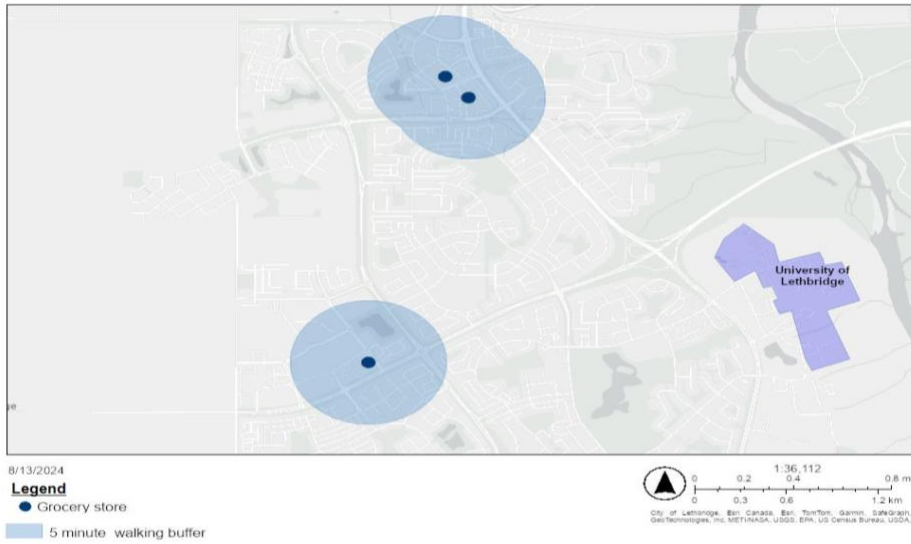 University of
Lethbridge
ge
8/13/2024
Legend
Grocery store
5 minute walking buffer
1:36,112
0 0.2 0.4 0.8 m
0 0.3 0.6 1.2 km
City of Lethbridge, Esri Canada, Esri, TomTom, Garmin, SafeGraph,
GeoTechnologies, Inc, METI/NASA, USGS, EPA, US Census Bureau, USDA,